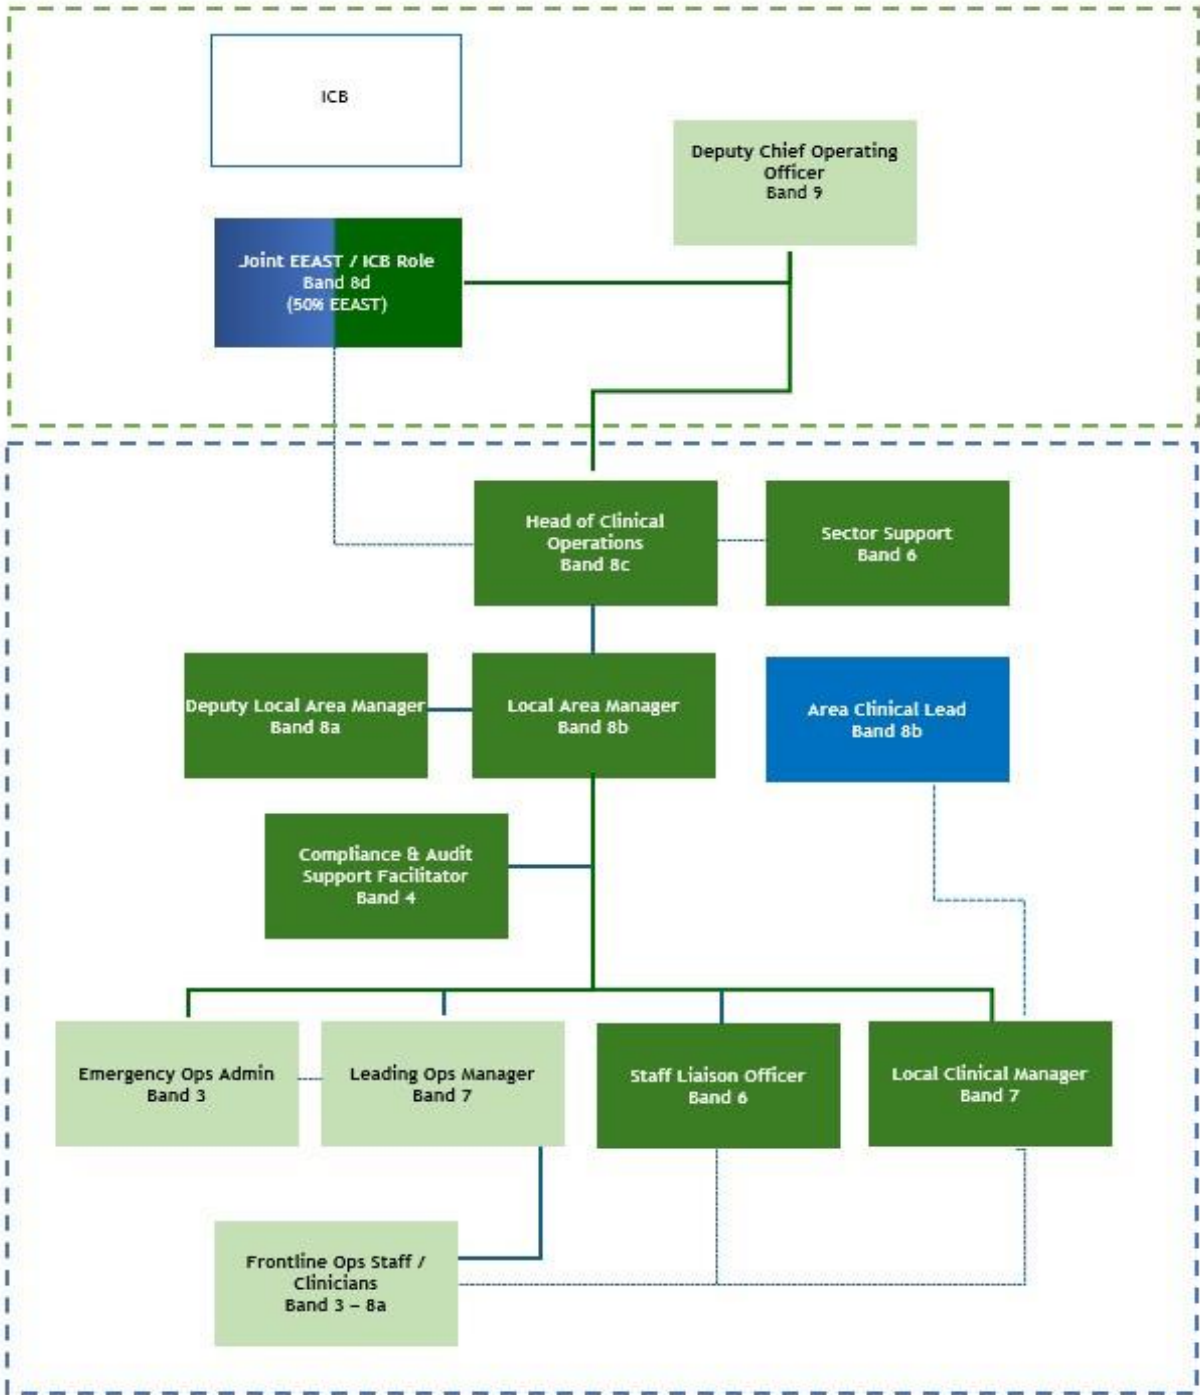 ICB
Deputy Chief Operating
Officer
Band 9
Joint EEAST / ICB Role
Band 8d
(50% EEAST)
Head of Clinical
Operations
Band 8c
Sector Support
Band 6
Deputy Local Area Manager
Band 8a
Local Area Manager
Band 8b
Area Clinical Lead
Band 8b
Compliance & Audit
Support Facilitator
Band 4
Emergency Ops Admin
Band 3
Leading Ops Manager
Band 7
Staff Liaison Officer
Band 6
Local Clinical Manager
Band 7
Frontline Ops Staff /
Clinicians
Band 3 – 8a